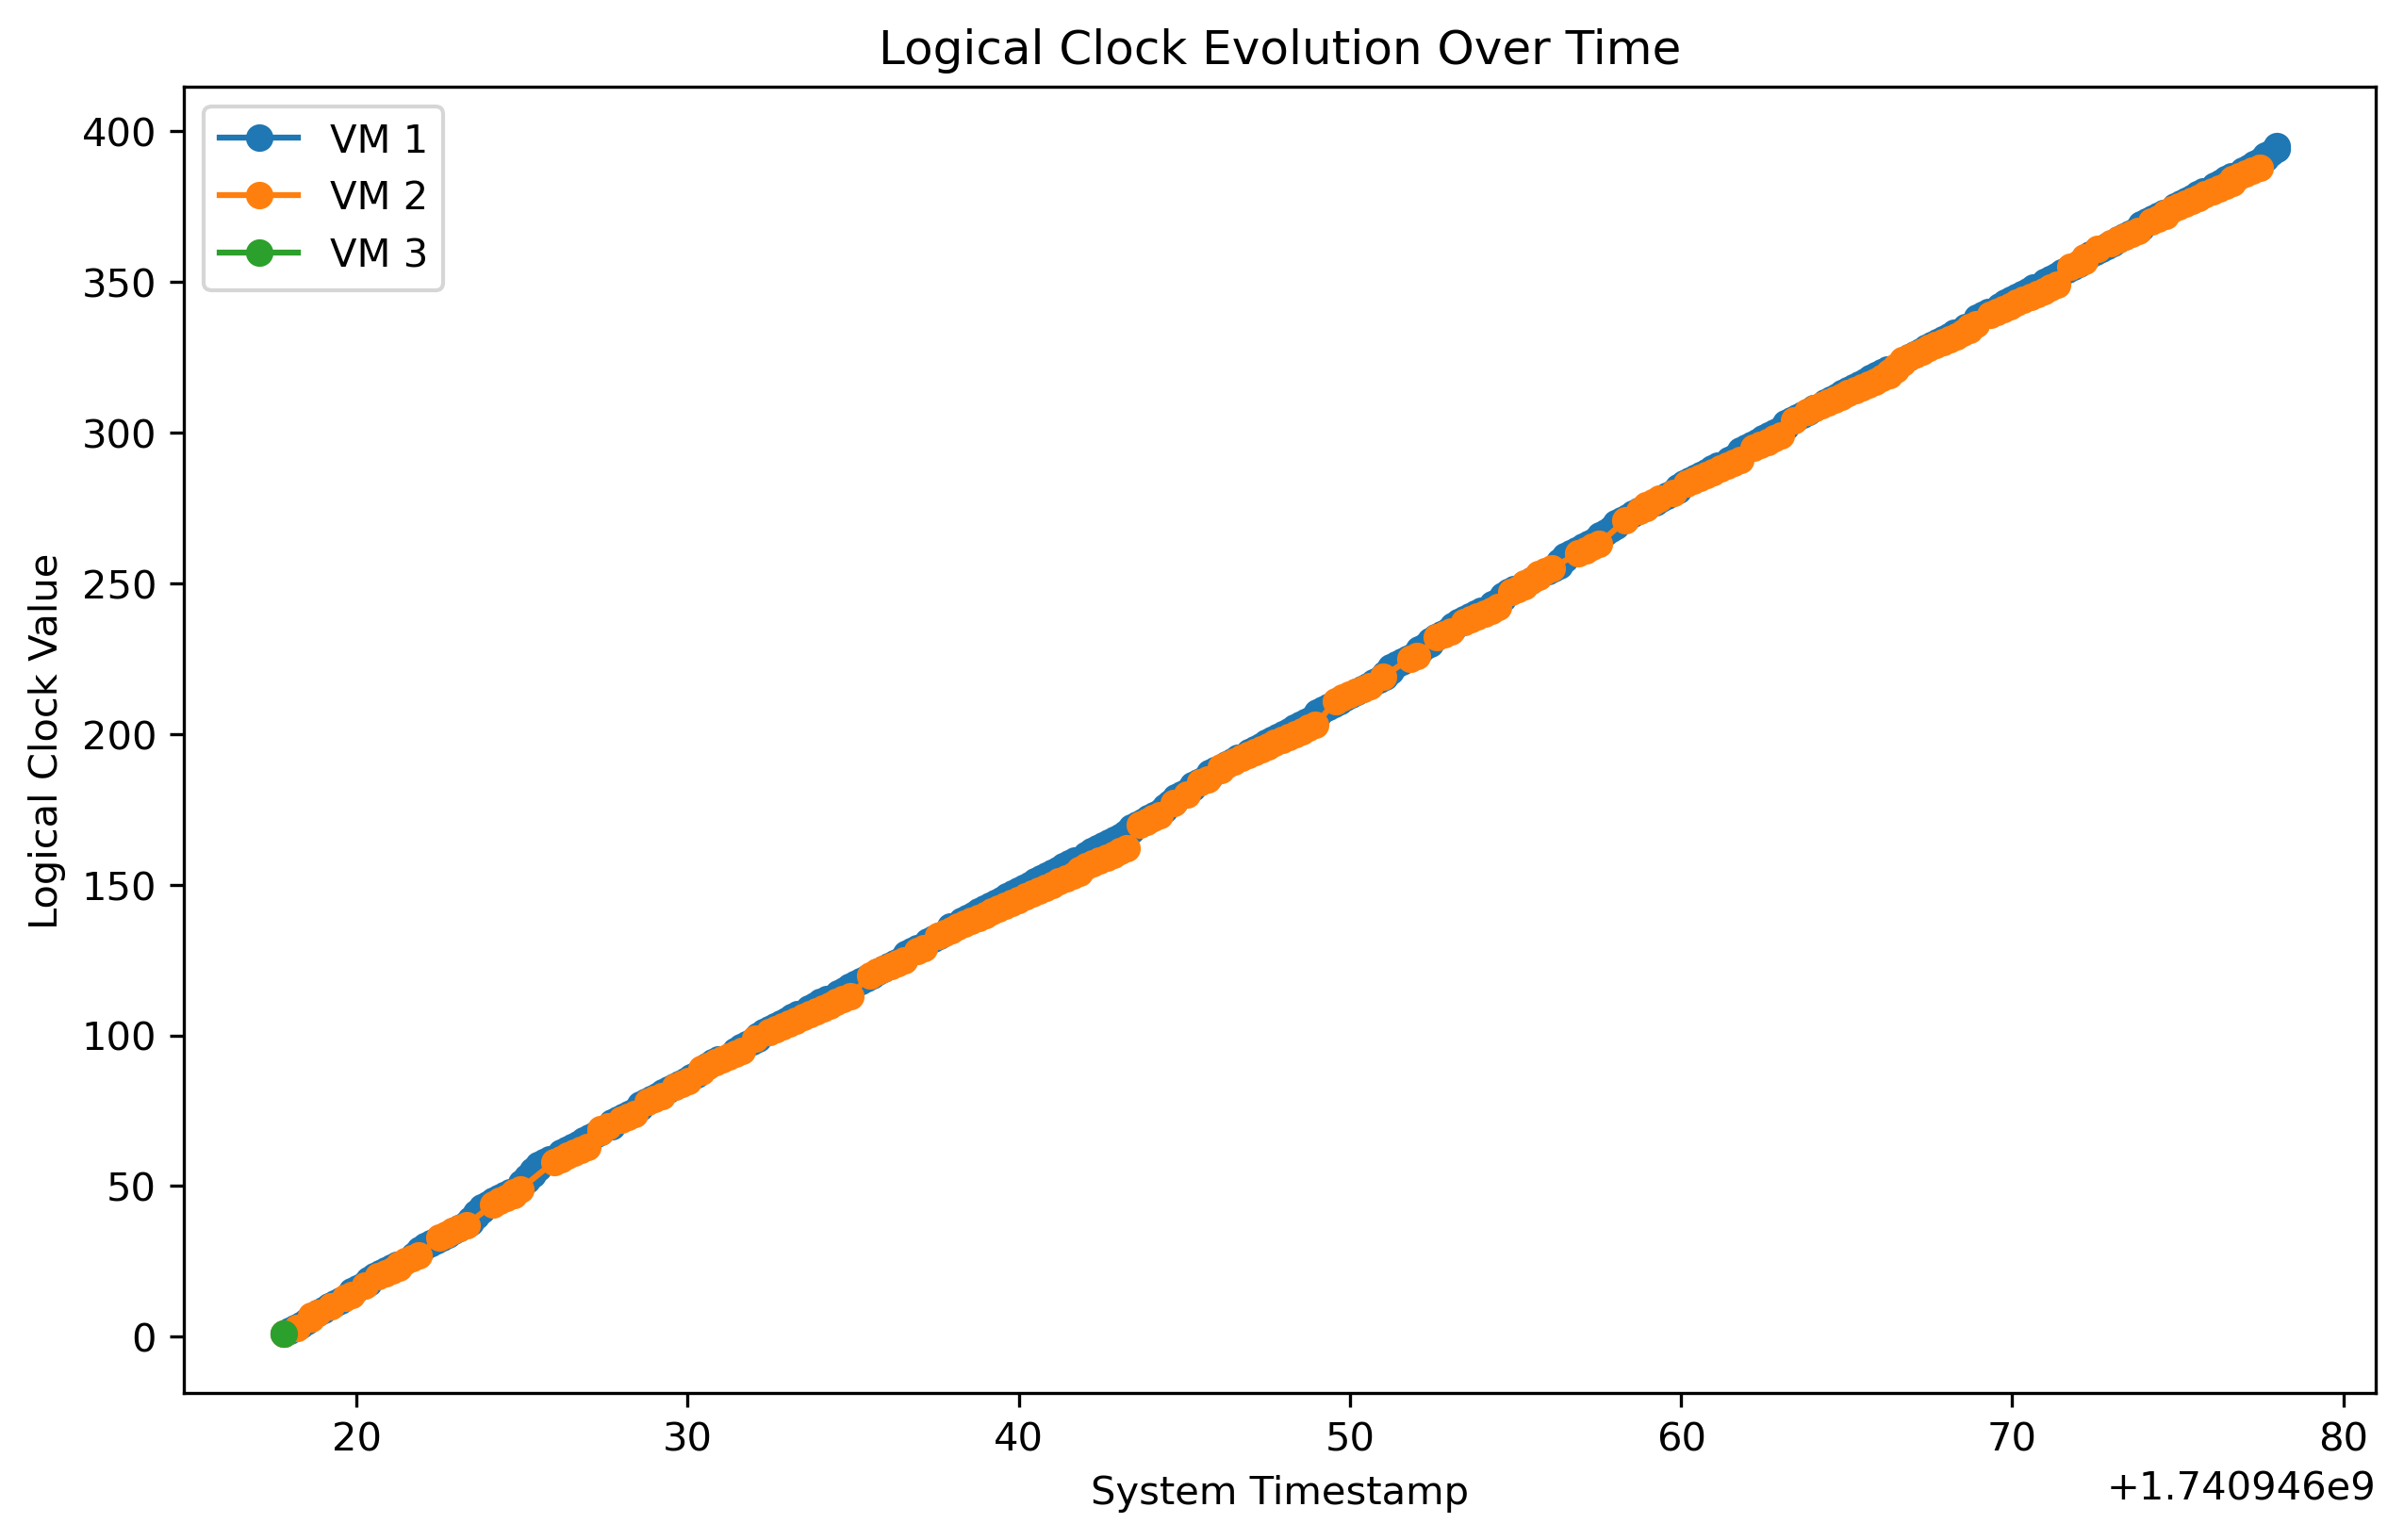 Logical Clock Evolution Over Time
VM 1
VM 2
VM 3
Logical Clock Value
400
350
300
250
200
150
100
50
0
20 30 40 50 60 70 80
System Timestamp
+1.740946e9